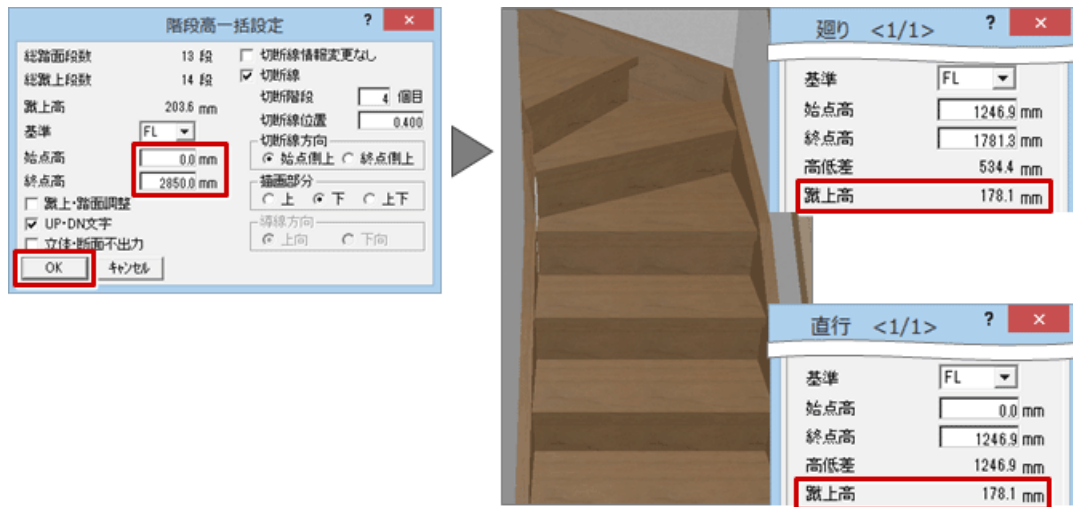 階段高一括設定 ? ×
総踏面段数 13 段
総蹴上段数 14 段
蹴上高 203.6 mm
基準 FL
始点高 0.0 mm
終点高 2850.0 mm
蹴上・踏面調整
UP・DN文字
立体・断面不出力
OK キャンセル
切断線情報変更なし
切断線
切断階段 4 個目
切断線位置 0.400
切断線方向
始点側上 終点側上
描画部分
上 下 上下
導線方向
上向 下向
廻り <1/1> ? ×
基準 FL
始点高 1246.9 mm
終点高 1781.3 mm
高低差 534.4 mm
蹴上高 178.1 mm
直行 <1/1> ? ×
基準 FL
始点高 0.0 mm
終点高 1246.9 mm
高低差 1246.9 mm
蹴上高 178.1 mm